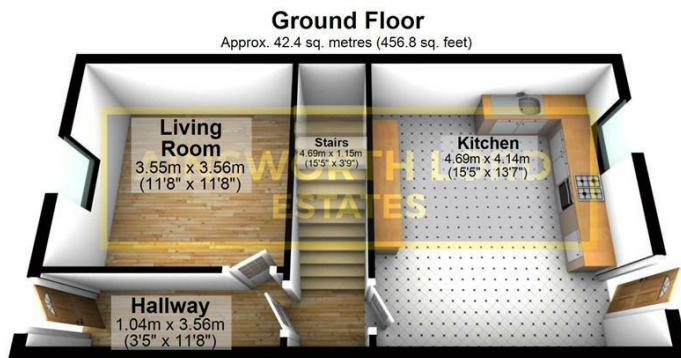 Ground Floor
Approx. 42.4 sq. metres (456.8 sq. feet)
Living
Room
3.55m x 3.56m
(11'8" x 11'8")
Stairs
4.69m x 1.15m
(15'5" x 3'9")
Kitchen
4.69m x 4.14m
(15'5" x 13'7")
ESTATES
Hallway
1.04m x 3.56m
(3'5" x 11'8")